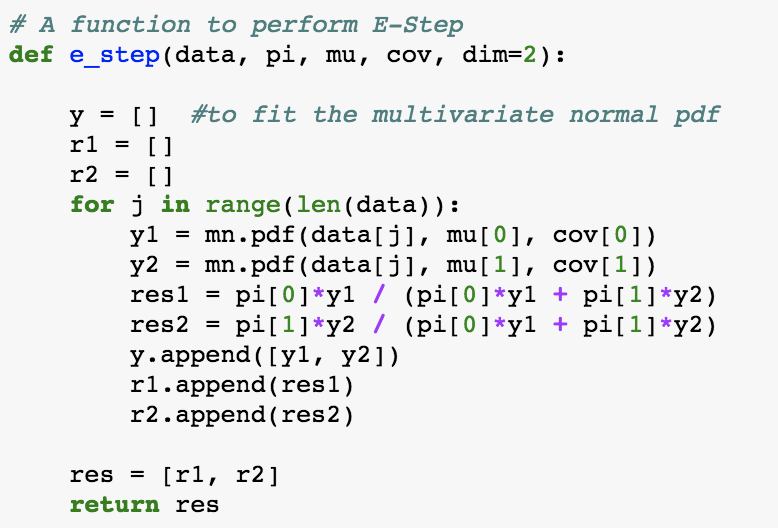 # A function to perform E-Step
def e_step(data, pi, mu, cov, dim=2):
    y = []  #to fit the multivariate normal pdf
    r1 = []
    r2 = []
    for j in range(len(data)):
        y1 = mn.pdf(data[j], mu[0], cov[0])
        y2 = mn.pdf(data[j], mu[1], cov[1])
        res1 = pi[0]*y1 / (pi[0]*y1 + pi[1]*y2)
        res2 = pi[1]*y2 / (pi[0]*y1 + pi[1]*y2)
        y.append([y1, y2])
        r1.append(res1)
        r2.append(res2)
    res = [r1, r2]
    return res